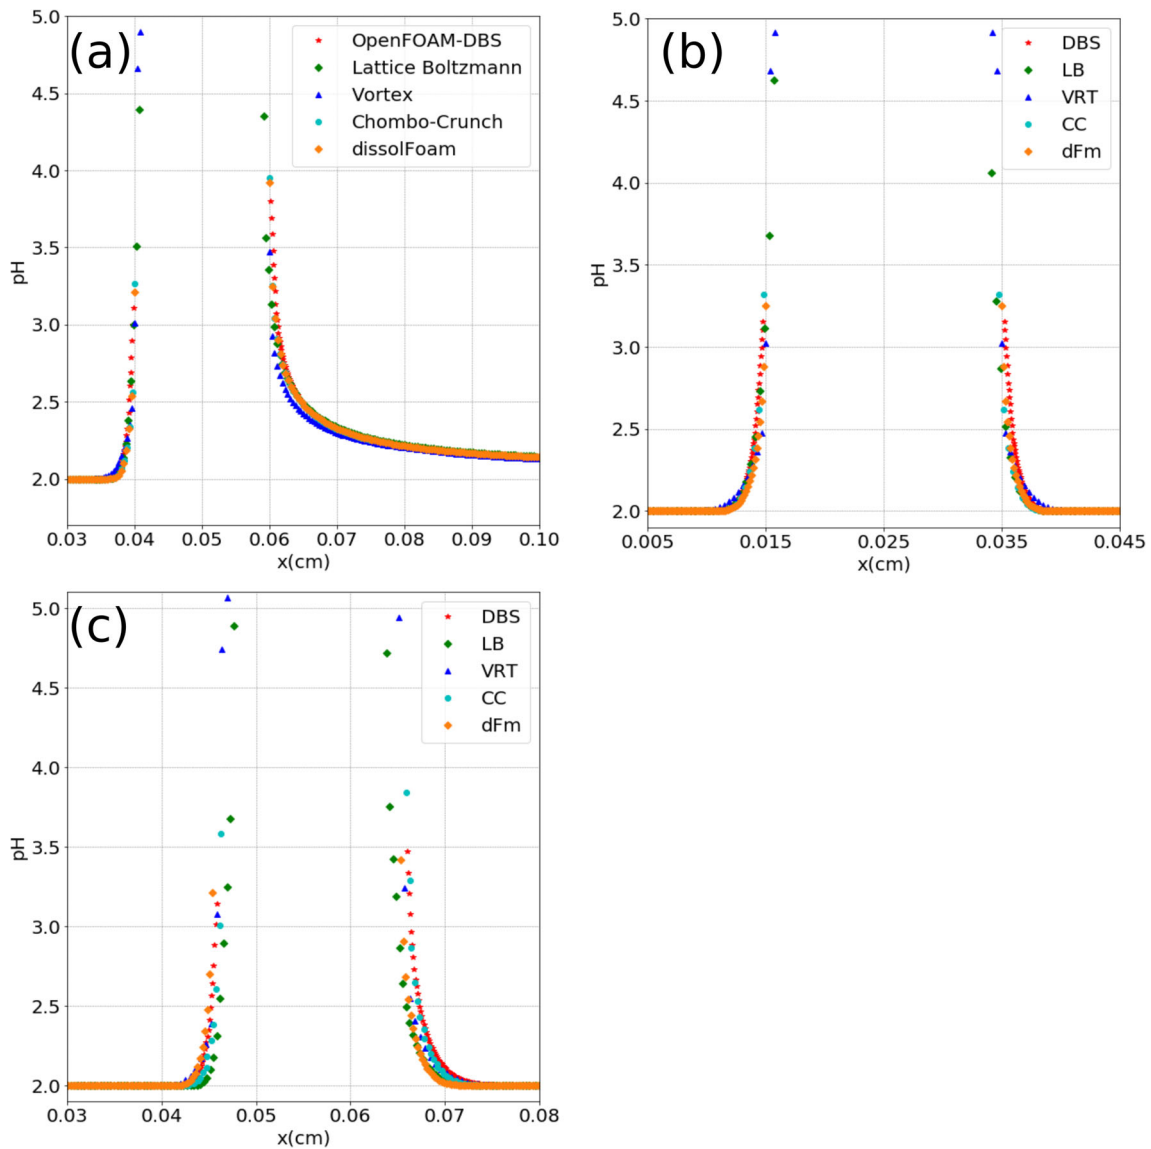 (a)
5.0
4.5
4.0
3.5
3.0
2.5
2.0
pH
0.03 0.04 0.05 0.06 0.07 0.08 0.09 0.10
x(cm)
OpenFOAM-DBS
Lattice Boltzmann
Vortex
Chombo-Crunch
dissolFoam
(b)
5.0
4.5
4.0
3.5
3.0
2.5
2.0
pH
0.005 0.015 0.025 0.035 0.045
x(cm)
DBS
LB
VRT
CC
dFm
(c)
5.0
4.5
4.0
3.5
3.0
2.5
2.0
pH
0.03 0.04 0.05 0.06 0.07 0.08
x(cm)
DBS
LB
VRT
CC
dFm